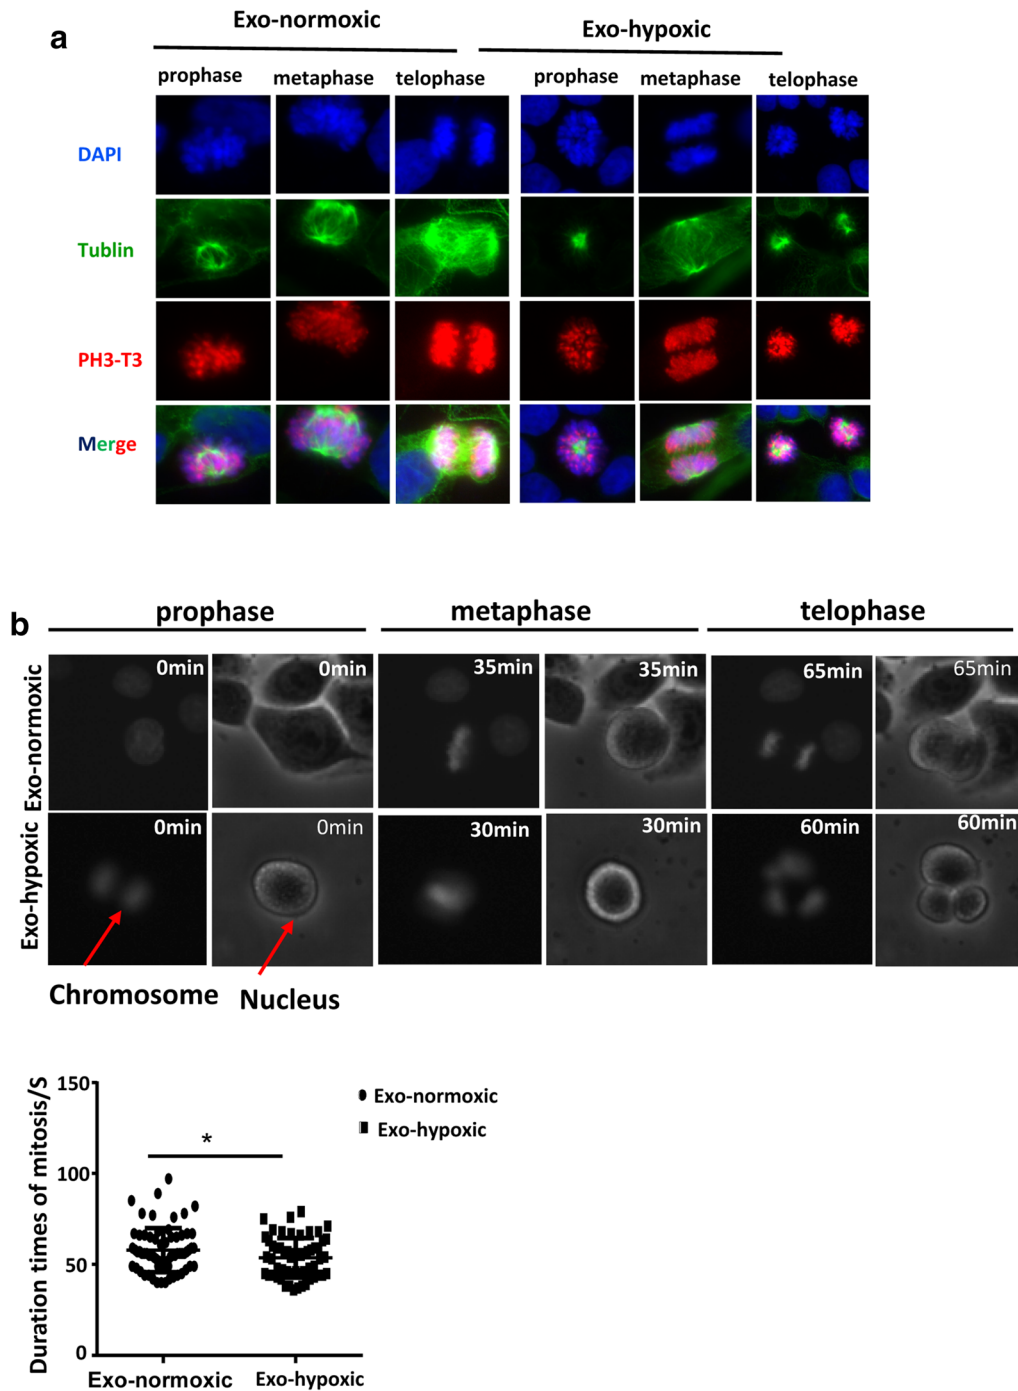 a
Exo-normoxic
Exo-hypoxic
prophase metaphase telophase prophase metaphase telophase
DAPI
Tublin
PH3-T3
Merge
b
prophase metaphase telophase
Exo-normoxic
0min 0min 35min 35min 65min 65min
Exo-hypoxic
0min 0min 30min 30min 60min 60min
Chromosome Nucleus
Duration times of mitosis/S
150
100
50
0
*
Exo-normoxic
Exo-hypoxic
Exo-normoxic Exo-hypoxic